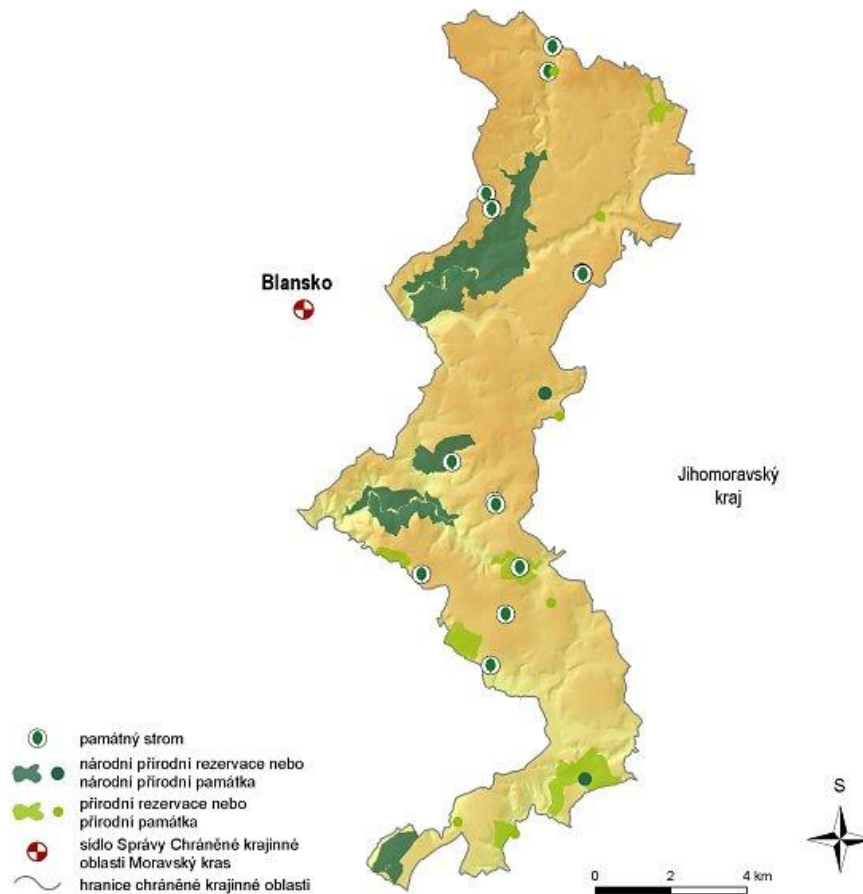 Blansko
Jihomoravský
kraj
památný strom
národní přírodní rezervace nebo
národní přírodní památka
přírodní rezervace nebo
přírodní památka
sídlo Správy Chráněné krajinné
oblasti Moravský kras
hranice chráněné krajinné oblasti
S
0 2 4 km